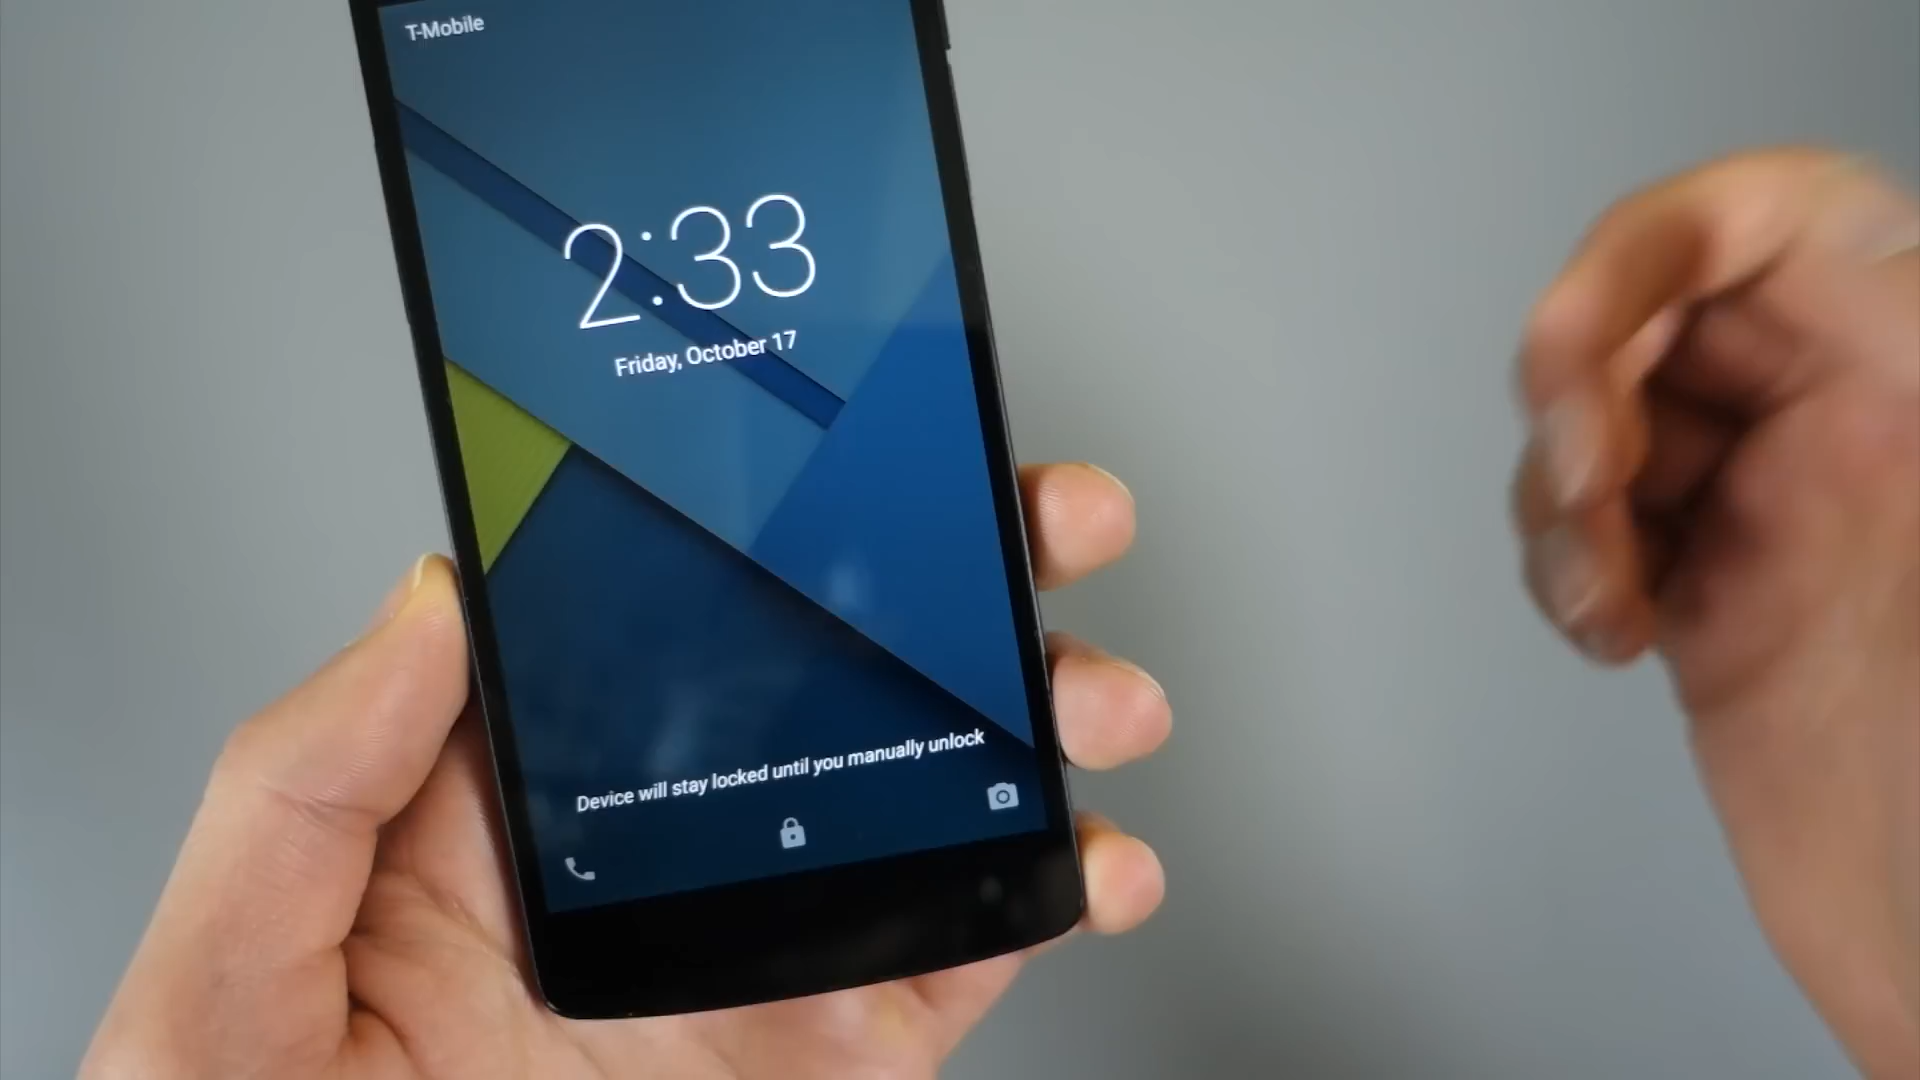 T-Mobile
2:33
Friday, October 17
Device will stay locked until you manually unlock